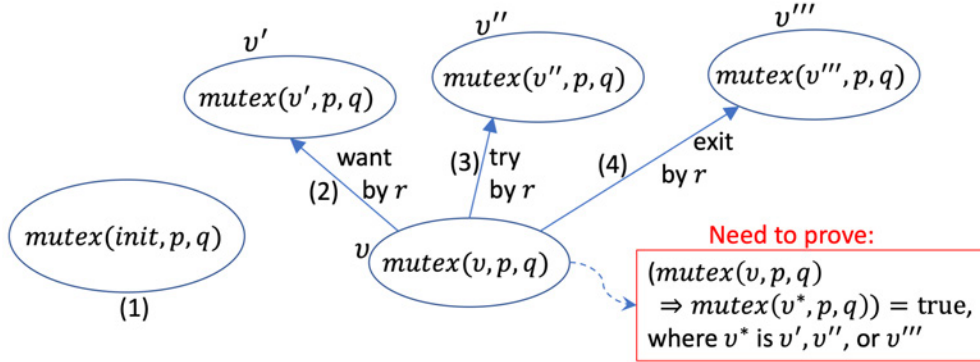 υ′
mutex(υ′, p, q)
υ′′
mutex(υ′′, p, q)
υ′′′
mutex(υ′′′, p, q)
want
by r
(2)
(3)
try
by r
(4)
exit
by r
mutex(init, p, q)
(1)
υ
mutex(υ, p, q)
Need to prove:
(mutex(υ, p, q)
⇒ mutex(υ*, p, q)) = true,
where υ* is υ′, υ′′, or υ′′′